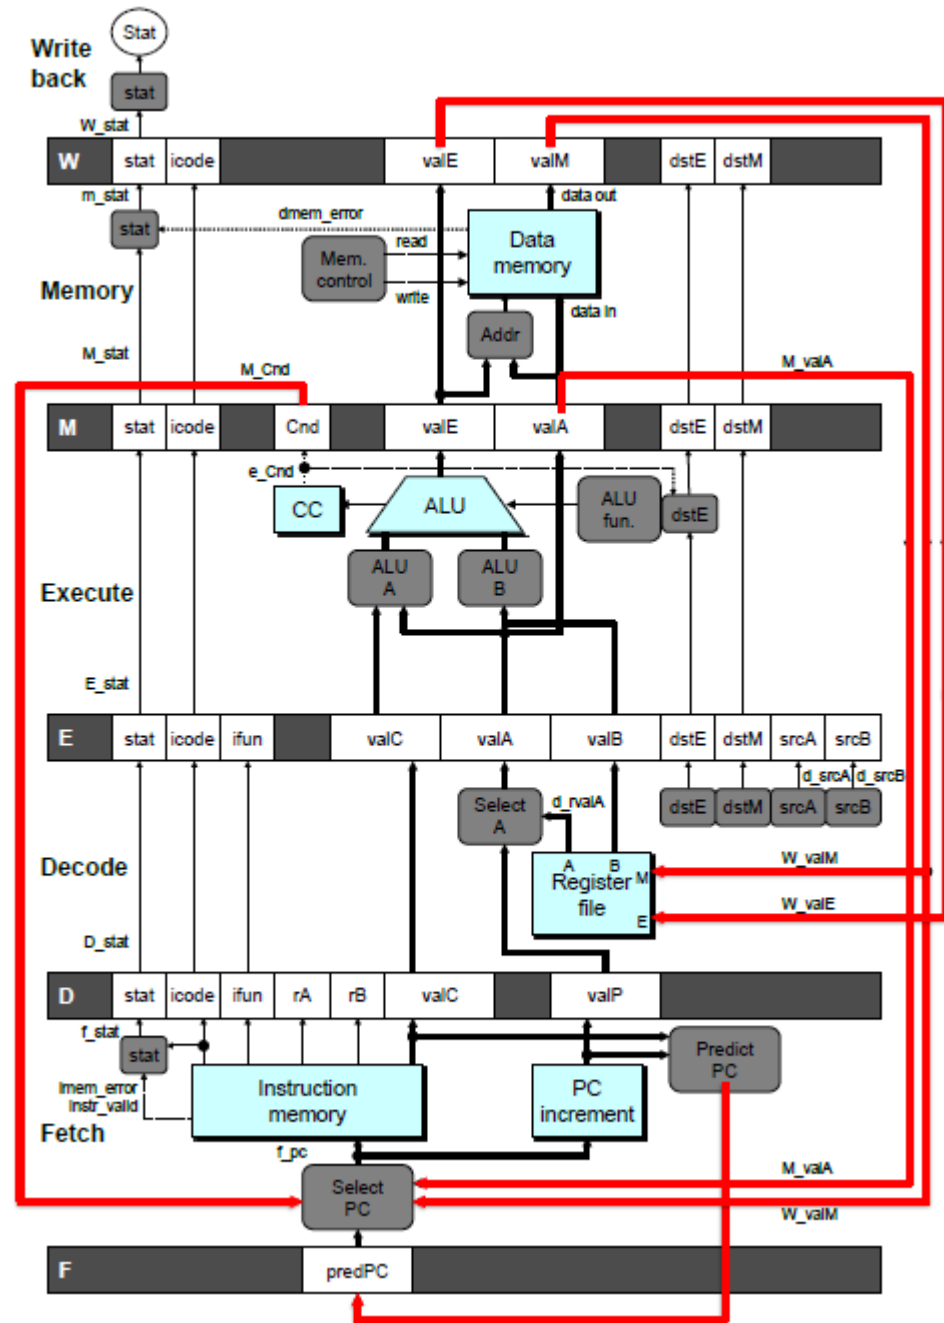 Stat
Write
back
stat
W_stat
W stat icode valE valM dstE dstM
m_stat
data out
dmem_error
stat
read
Mem.
control
Data
memory
write
Memory
data in
Addr
M_stat
M_Cnd
M_valA
M stat icode Cnd valE valA dstE dstM
e_Cnd
CC
ALU
ALU
fun.
dstE
ALU
A
ALU
B
Execute
E_stat
E stat icode ifun valC valA valB dstE dstM srcA srcB
d_srcA d_srcB
Select
A
d_rvalA
dstE dstM srcA srcB
A B
W_valM
Decode
Register
file
M
E
W_valE
D_stat
D stat icode ifun rA rB valC valP
f_stat
stat
Predict
PC
Imem_error
Instr_valid
Instruction
memory
PC
increment
Fetch
f_pc
M_valA
Select
PC
W_valM
F predPC